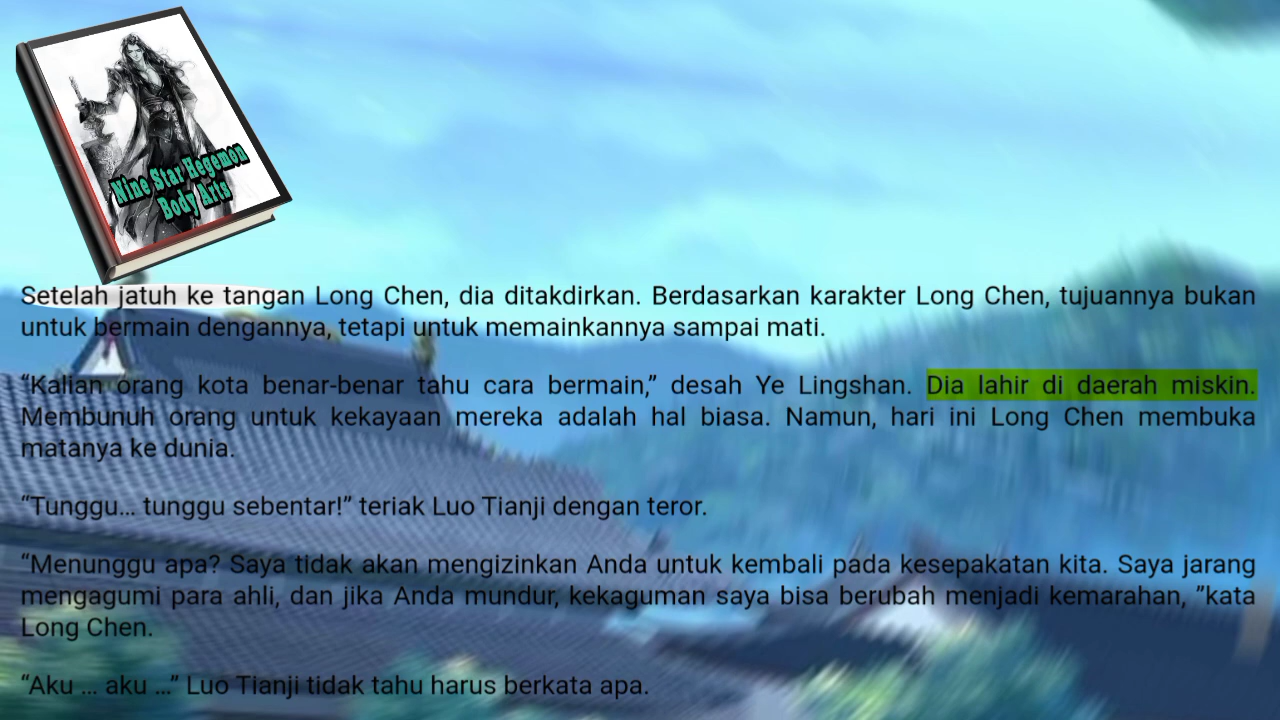 Nine Star Hegemon
Body Arts
Setelah jatuh ke tangan Long Chen, dia ditakdirkan. Berdasarkan karakter Long Chen, tujuannya bukan
untuk bermain dengannya, tetapi untuk memainkannya sampai mati.
“Kalian orang kota benar-benar tahu cara bermain,” desah Ye Lingshan. Dia lahir di daerah miskin.
Membunuh orang untuk kekayaan mereka adalah hal biasa. Namun, hari ini Long Chen membuka
matanya ke dunia.
“Tunggu… tunggu sebentar!” teriak Luo Tianji dengan teror.
“Menunggu apa? Saya tidak akan mengizinkan Anda untuk kembali pada kesepakatan kita. Saya jarang
mengagumi para ahli, dan jika Anda mundur, kekaguman saya bisa berubah menjadi kemarahan, ”kata
Long Chen.
“Aku … aku …” Luo Tianji tidak tahu harus berkata apa.